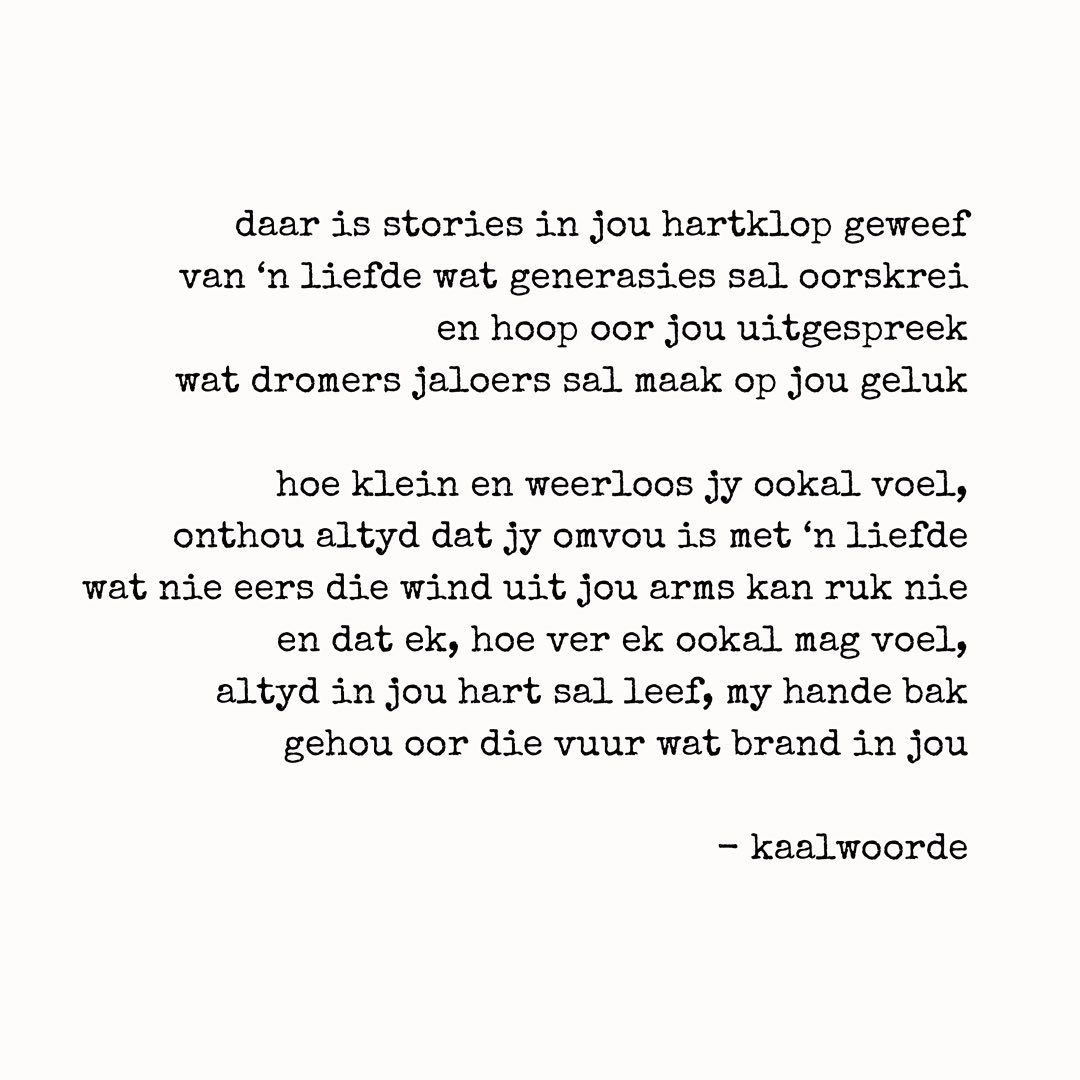 daar is stories in jou hartklop geweef
van ‘n liefde wat generasies sal oorskrei
en hoop oor jou uitgespreek
wat dromers jaloers sal maak op jou geluk
hoe klein en weerloos jy ookal voel,
onthou altyd dat jy omvou is met ‘n liefde
wat nie eers die wind uit jou arms kan ruk nie
en dat ek, hoe ver ek ookal mag voel,
altyd in jou hart sal leef, my hande bak
gehou oor die vuur wat brand in jou
– kaalwoorde